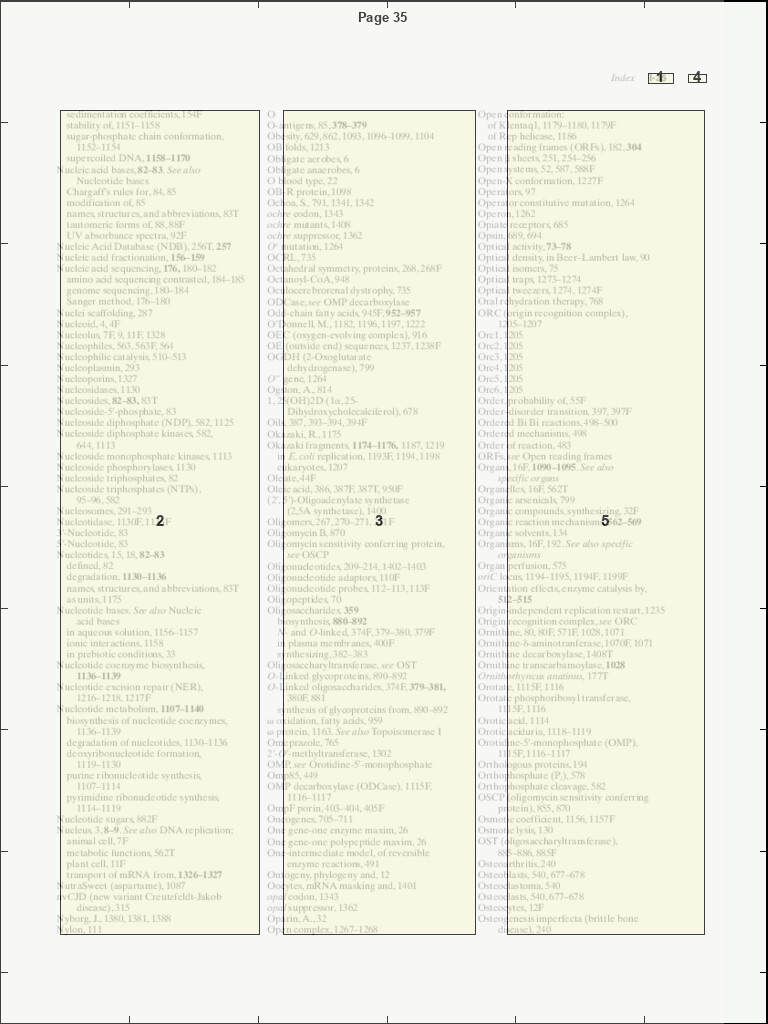 Page 35
Index
1
4
sedimentation coefficients, 154F
stability of, 1151–1158
sugar-phosphate chain conformation,
1152–1154
supercoiled DNA, 1158–1170
Nucleic acid bases, 82–83. See also
Nucleotide bases
Chargaff's rules for, 84, 85
modification of, 85
names, structures, and abbreviations, 83T
tautomeric forms of, 88, 88F
UV absorbance spectra, 92F
Nucleic Acid Database (NDB), 256T, 257
Nucleic acid fractionation, 156–159
Nucleic acid sequencing, 176, 180–182
amino acid sequencing contrasted, 184–185
genome sequencing, 180–184
Sanger method, 176–180
Nuclei scaffolding, 287
Nucleoid, 4, 4F
Nucleolus, 7F, 9, 11F, 1328
Nucleophiles, 563, 563F, 564
Nucleophilic catalysis, 510–513
Nucleoplasmin, 293
Nucleoporins, 1327
Nucleosidases, 1130
Nucleosides, 82–83, 83T
Nucleoside-5'-phosphate, 83
Nucleoside diphosphate (NDP), 582, 1125
Nucleoside diphosphate kinases, 582,
644, 1113
Nucleoside monophosphate kinases, 1113
Nucleoside phosphorylases, 1130
Nucleoside triphosphates, 82
Nucleoside triphosphates (NTPs),
95–96, 582
Nucleosomes, 291–293
2
Nucleotidase, 1130F,
3'-Nucleotide, 83
5'-Nucleotide, 83
Nucleotides, 15, 18, 82–83
defined, 82
degradation, 1130–1136
names, structures, and abbreviations, 83T
as units, 1175
Nucleotide bases. See also Nucleic
acid bases
in aqueous solution, 1156–1157
ionic interactions, 1158
in prebiotic conditions, 33
Nucleotide coenzyme biosynthesis,
1136–1139
Nucleotide excision repair (NER),
1216–1218, 1217F
Nucleotide metabolism, 1107–1140
biosynthesis of nucleotide coenzymes,
1136–1139
degradation of nucleotides, 1130–1136
deoxyribonucleotide formation,
1119–1130
purine ribonucleotide synthesis,
1107–1114
pyrimidine ribonucleotide synthesis,
1114–1119
Nucleotide sugars, 882F
Nucleus, 3, 8–9. See also DNA replication;
animal cell, 7F
metabolic functions, 562T
plant cell, 11F
transport of mRNA from, 1326–1327
NutraSweet (aspartame), 1087
nvCJD (new variant Creutzfeldt-Jakob
disease), 315
Nyborg, J., 1380, 1381, 1388
Nylon, 111
O
O-antigens, 85, 378–379
Obesity, 629, 862, 1093, 1096–1099, 1104
OB folds, 1213
Obligate aerobes, 6
Obligate anaerobes, 6
O blood type, 22
OB-R protein, 1098
Ochoa, S., 791, 1341, 1342
ochre codon, 1343
ochre mutants, 1408
ochre suppressor, 1362
Oc mutation, 1264
OCRL, 735
Octahedral symmetry, proteins, 268, 268F
Octanoyl-CoA, 948
Oculocerebrorenal dystrophy, 735
ODCase, see OMP decarboxylase
Odd-chain fatty acids, 945F, 952–957
O'Donnell, M., 1182, 1196, 1197, 1222
OEC (oxygen-evolving complex), 916
OE (outside end) sequences, 1237, 1238F
OGDH (2-Oxoglutarate
dehydrogenase), 799
gene, 1264
Ogston, A., 814
1, 25(OH)2D (1α, 25-
Dihydroxycholecalciferol), 678
Oils, 387, 393–394, 394F
Okazaki, R., 1175
Okazaki fragments, 1174–1176, 1187, 1219
in E. coli replication, 1193F, 1194, 1198
eukaryotes, 1207
Oleate, 44F
Oleic acid, 386, 387F, 387T, 950F
(2', 5')-Oligoadenylate synthetase
(2,5A synthetase), 1400
3
Oligomers, 267, 270–271,
Oligomycin B, 870
Oligomycin sensitivity conferring protein,
see OSCP
Oligonucleotides, 209–214, 1402–1403
Oligonucleotide adaptors, 110F
Oligonucleotide probes, 112–113, 113F
Oligopeptides, 70
Oligosaccharides, 359
biosynthesis, 880–892
N- and O-linked, 374F, 379–380, 379F
in plasma membranes, 400F
synthesizing, 382–383
Oligosaccharyltransferase, see OST
O-Linked glycoproteins, 890–892
O-Linked oligosaccharides, 374F, 379–381,
380F, 881
synthesis of glycoproteins from, 890–892
ω oxidation, fatty acids, 959
ω protein, 1163. See also Topoisomerase I
Omeprazole, 765
2'-O'-methyltransferase, 1302
OMP, see Orotidine-5'-monophosphate
Omp85, 449
OMP decarboxylase (ODCase), 1115F,
1116–1117
OmpF porin, 403–404, 405F
Oncogenes, 705–711
One gene-one enzyme maxim, 26
One gene-one polypeptide maxim, 26
One-intermediate model, of reversible
enzyme reactions, 491
Ontogeny, phylogeny and, 12
Oocytes, mRNA masking and, 1401
opal codon, 1343
opal suppressor, 1362
Oparin, A., 32
Open complex, 1267–1268
Open conformation:
of Klentaq1, 1179–1180, 1179F
of Rep helicase, 1186
Open reading frames (ORFs), 182, 304
Open β sheets, 251, 254–256
Open systems, 52, 587, 588F
Open-X conformation, 1227F
Operators, 97
Operator constitutive mutation, 1264
Operon, 1262
Opiate receptors, 685
Opsin, 689, 694
Optical activity, 73–78
Optical density, in Beer–Lambert law, 90
Optical isomers, 75
Optical traps, 1273–1274
Optical tweezers, 1274, 1274F
Oral rehydration therapy, 768
ORC (origin recognition complex),
1205–1207
Orc1, 1205
Orc2, 1205
Orc3, 1205
Orc4, 1205
Orc5, 1205
Orc6, 1205
Order, probability of, 55F
Order-disorder transition, 397, 397F
Ordered Bi Bi reactions, 498–500
Ordered mechanisms, 498
Order of reaction, 483
ORFs, see Open reading frames
Organs, 16F, 1090–1095. See also
specific organs
Organelles, 16F, 562T
Organic arsenicals, 799
Organic compounds, synthesizing, 32F
5
Organic reaction mechanisms, 562–569
Organic solvents, 134
Organisms, 16F, 192. See also specific
organisms
Organ perfusion, 575
oriC locus, 1194–1195, 1194F, 1199F
Orientation effects, enzyme catalysis by,
512–515
Origin-independent replication restart, 1235
Origin recognition complex, see ORC
Ornithine, 80, 80F, 571F, 1028, 1071
Ornithine-δ-aminotranferase, 1070F, 1071
Ornithine decarboxylase, 1408T
Ornithine transcarbamoylase, 1028
Ornithorhyncus anatinus, 177T
Orotate, 1115F, 1116
Orotate phosphoribosyl transferase,
1115F, 1116
Orotic acid, 1114
Orotic aciduria, 1118–1119
Orotidine-5'-monophosphate (OMP),
1115F, 1116–1117
Orthologous proteins, 194
Orthophosphate (Pi), 578
Orthophosphate cleavage, 582
OSCP (oligomycin sensitivity conferring
protein), 855, 870
Osmotic coefficient, 1156, 1157F
Osmotic lysis, 130
OST (oligosaccharyltransferase),
885–886, 885F
Osteoarthritis, 240
Osteoblasts, 540, 677–678
Osteoclastoma, 540
Osteoclasts, 540, 677–678
Osteocytes, 12F
Osteogenesis imperfecta (brittle bone
disease), 240